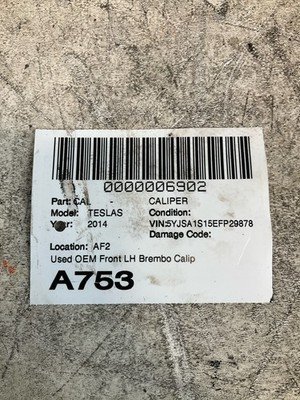 0000006902
Part: CAL - CALIPER
Model: TESLAS Condition:
Year: 2014 VIN:5YJSA1S15EFP29878
Damage Code:
Location: AF2
Used OEM Front LH Brembo Calip
A753